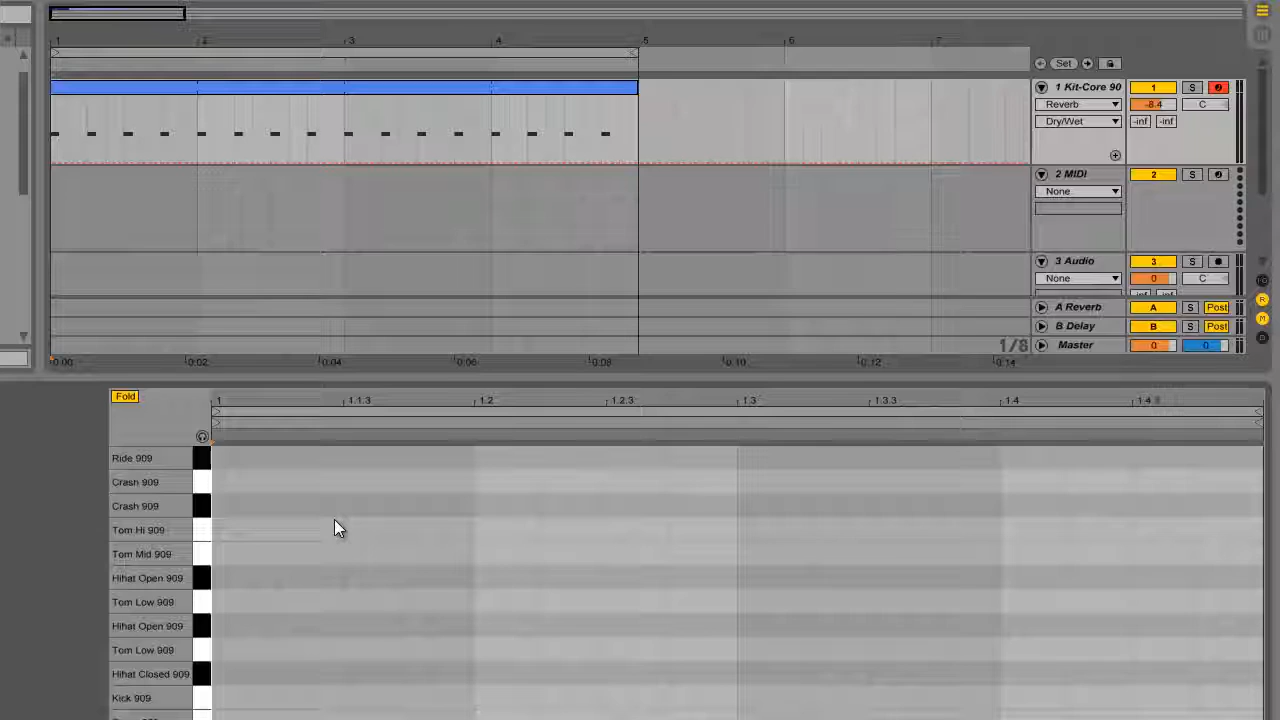 1 2 3 4 5 6 7
Set
1 Kit-Core 90 1 S
Reverb -8.4 C
Dry/Wet -inf -inf
2 MIDI 2 S
None
3 Audio 3 S
None 0 C
-inf -inf
A Reverb A S Post
B Delay B S Post
1/8 Master 0 0
0:00 0:02 0:04 0:06 0:08 0:10 0:12 0:14
Fold 1 1.1.3 1.2 1.2.3 1.3 1.3.3 1.4 1.4
Ride 909
Crash 909
Crash 909
Tom Hi 909
Tom Mid 909
Hihat Open 909
Tom Low 909
Hihat Open 909
Tom Low 909
Hihat Closed 909
Kick 909